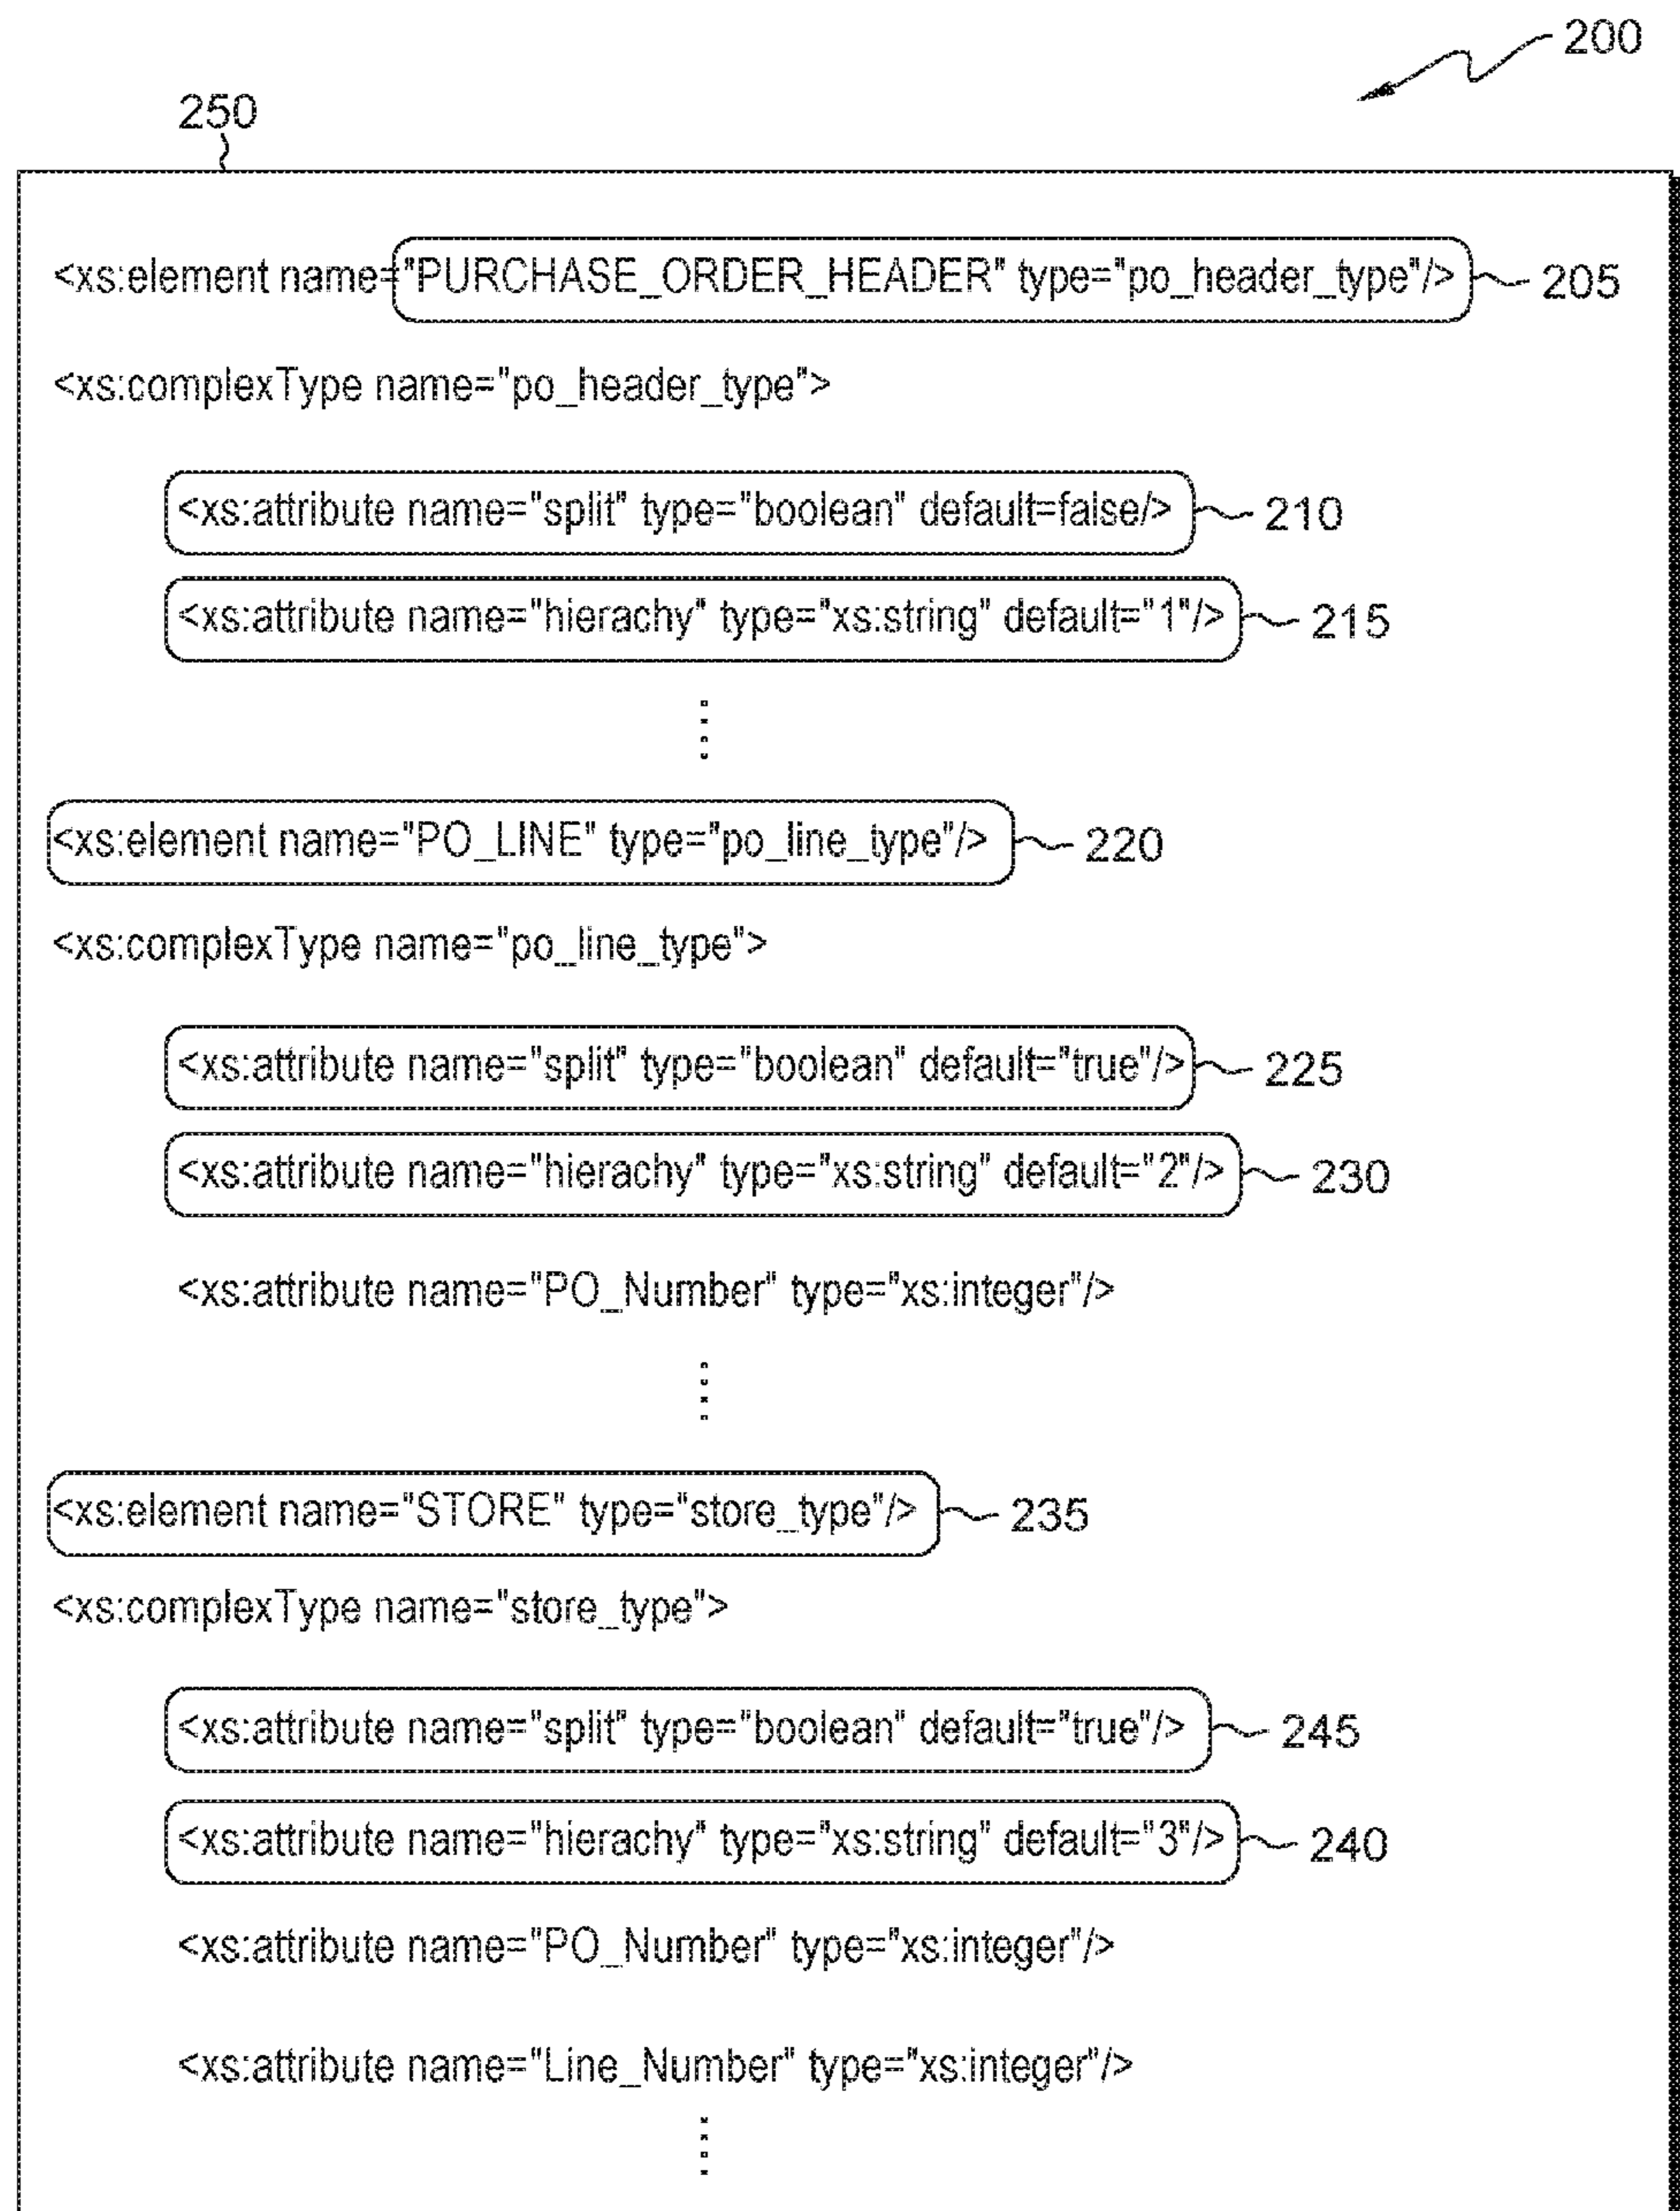 200
250
<xs:element name="PURCHASE_ORDER_HEADER" type="po_header_type"/> 205
<xs:complexType name="po_header_type">
<xs:attribute name="split" type="boolean" default=false/> 210
<xs:attribute name="hierachy" type="xs:string" default="1"/> 215
<xs:element name="PO_LINE" type="po_line_type"/> 220
<xs:complexType name="po_line_type">
<xs:attribute name="split" type="boolean" default="true"/> 225
<xs:attribute name="hierachy" type="xs:string" default="2"/> 230
<xs:attribute name="PO_Number" type="xs:integer"/>
<xs:element name="STORE" type="store_type"/> 235
<xs:complexType name="store_type">
<xs:attribute name="split" type="boolean" default="true"/> 245
<xs:attribute name="hierachy" type="xs:string" default="3"/> 240
<xs:attribute name="PO_Number" type="xs:integer"/>
<xs:attribute name="Line_Number" type="xs:integer"/>